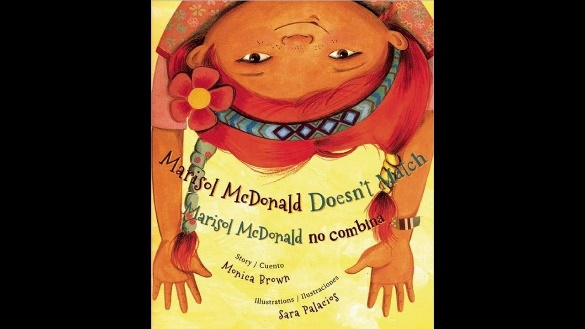 Marisol McDonald Doesn't Match
Marisol McDonald no combina
Story / Cuento
Monica Brown
Illustrations / Ilustraciones
Sara Palacios